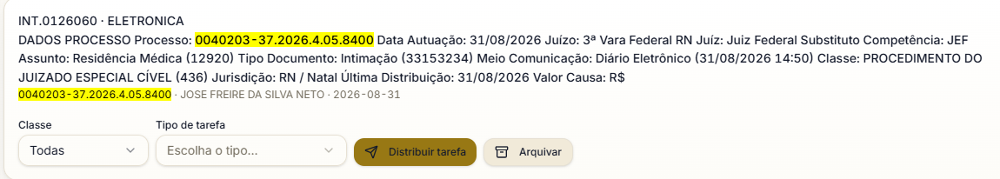 INT.0126060 · ELETRONICA
DADOS PROCESSO Processo: 0040203-37.2026.4.05.8400 Data Autuação: 31/08/2026 Juízo: 3ª Vara Federal RN Juíz: Juiz Federal Substituto Competência: JEF
Assunto: Residência Médica (12920) Tipo Documento: Intimação (33153234) Meio Comunicação: Diário Eletrônico (31/08/2026 14:50) Classe: PROCEDIMENTO DO
JUIZADO ESPECIAL CÍVEL (436) Jurisdição: RN / Natal Última Distribuição: 31/08/2026 Valor Causa: R$
0040203-37.2026.4.05.8400 · JOSE FREIRE DA SILVA NETO · 2026-08-31
Classe Tipo de tarefa
Todas Escolha o tipo... Distribuir tarefa Arquivar